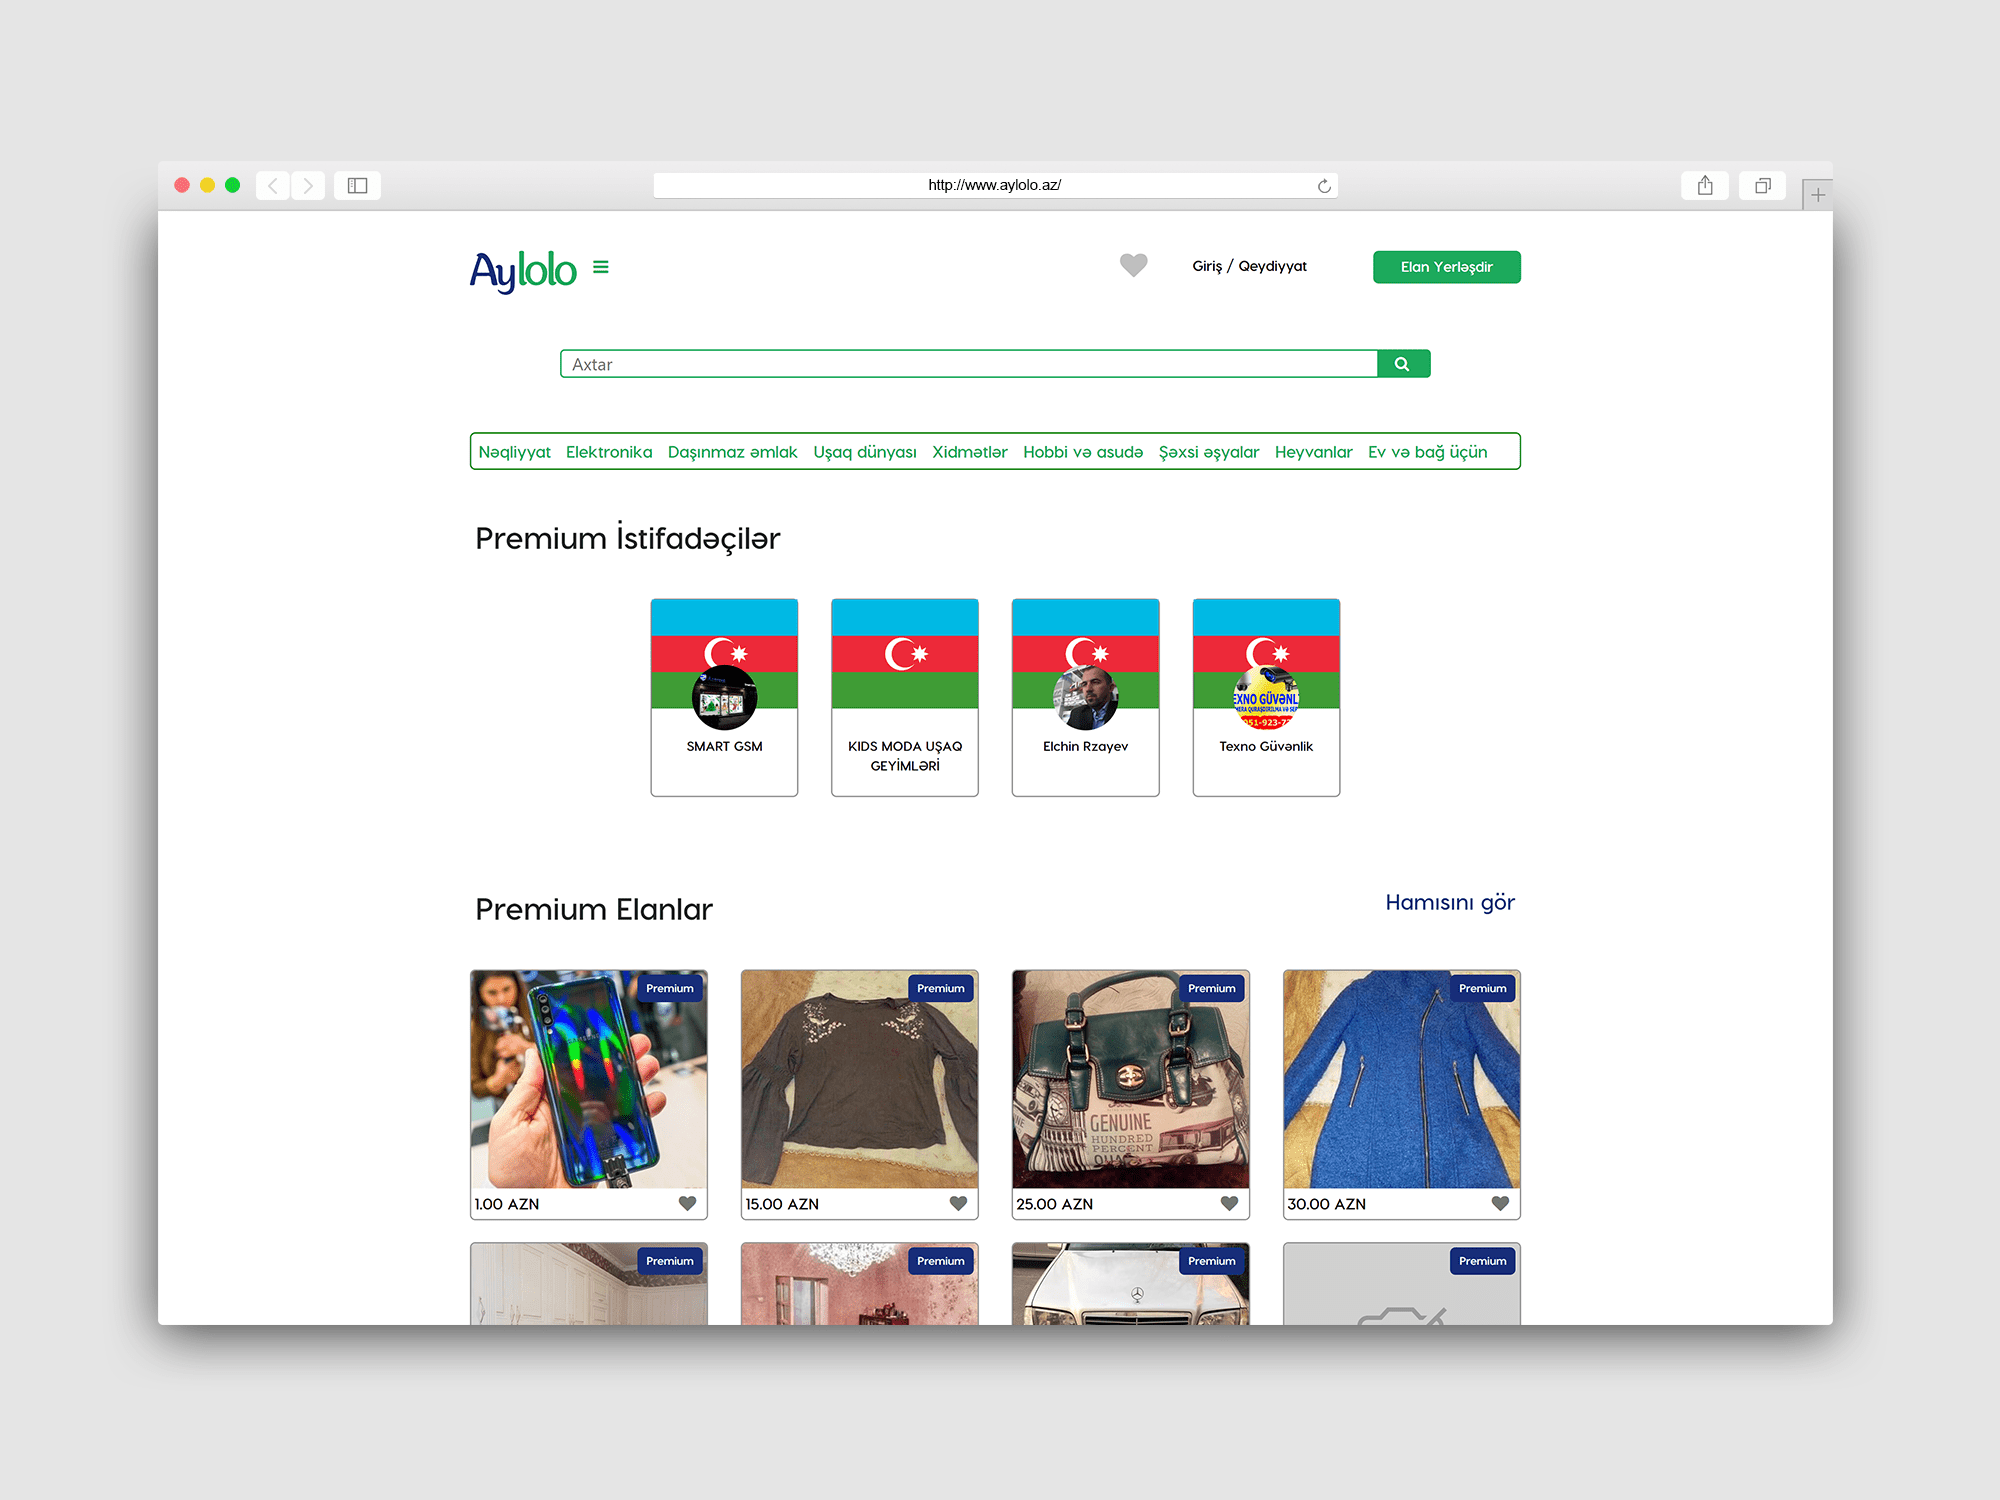 http://www.aylolo.az/
Aylolo
Giriş / Qeydiyyat
Elan Yerləşdir
Axtar
Nəqliyyat Elektronika Daşınmaz əmlak Uşaq dünyası Xidmətlər Hobbi və asudə Şəxsi əşyalar Heyvanlar Ev və bağ üçün
Premium İstifadəçilər
EXNO GÜVƏNL
SMART GSM
KIDS MODA UŞAQ
GEYİMLƏRİ
Elchin Rzayev
Texno Güvənlik
Premium Elanlar
Hamısını gör
Premium
Premium
Premium
Premium
SAMSUNG
GENUINE
HUNDRED
PERCENT
1.00 AZN
15.00 AZN
25.00 AZN
30.00 AZN
Premium
Premium
Premium
Premium